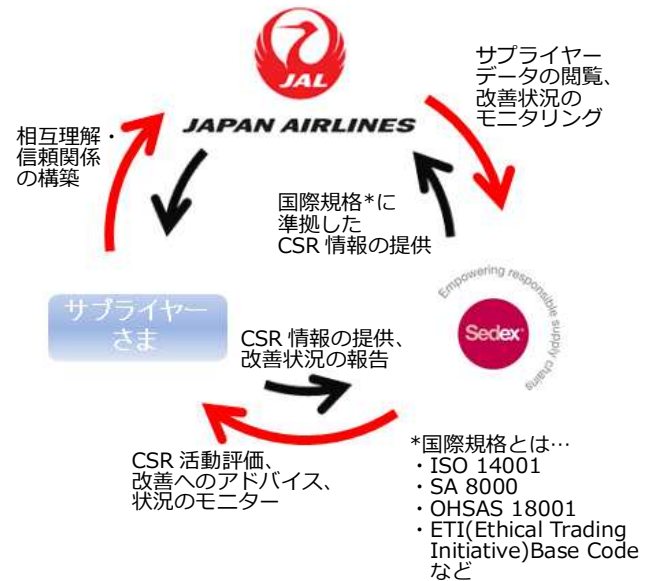 JAL
JAPAN AIRLINES
サプライヤー
データの閲覧、
改善状況の
モニタリング
相互理解・
信頼関係
の構築
国際規格*に
準拠した
CSR 情報の提供
サプライヤー
さま
Empowering responsible supply chains
Sedex
CSR 情報の提供、
改善状況の報告
CSR 活動評価、
改善へのアドバイス、
状況のモニター
*国際規格とは…
・ISO 14001
・SA 8000
・OHSAS 18001
・ETI(Ethical Trading
Initiative)Base Code
など